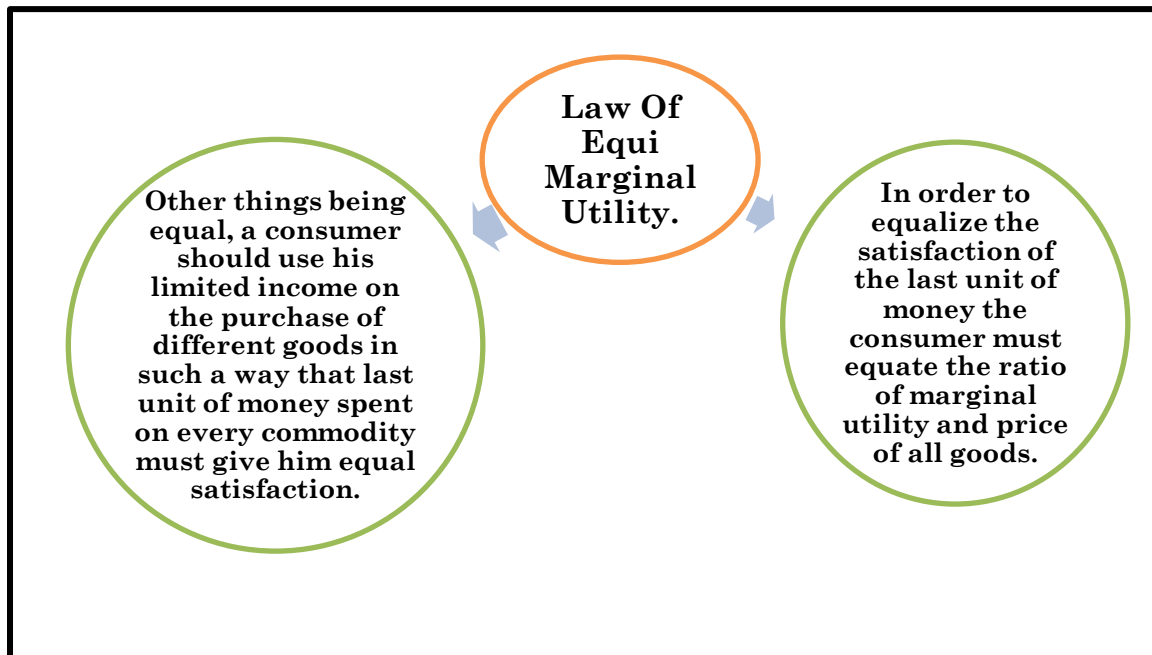 Law Of
Equi
Marginal
Utility.
Other things being
equal, a consumer
should use his
limited income on
the purchase of
different goods in
such a way that last
unit of money spent
on every commodity
must give him equal
satisfaction.
In order to
equalize the
satisfaction of
the last unit of
money the
consumer must
equate the ratio
of marginal
utility and price
of all goods.